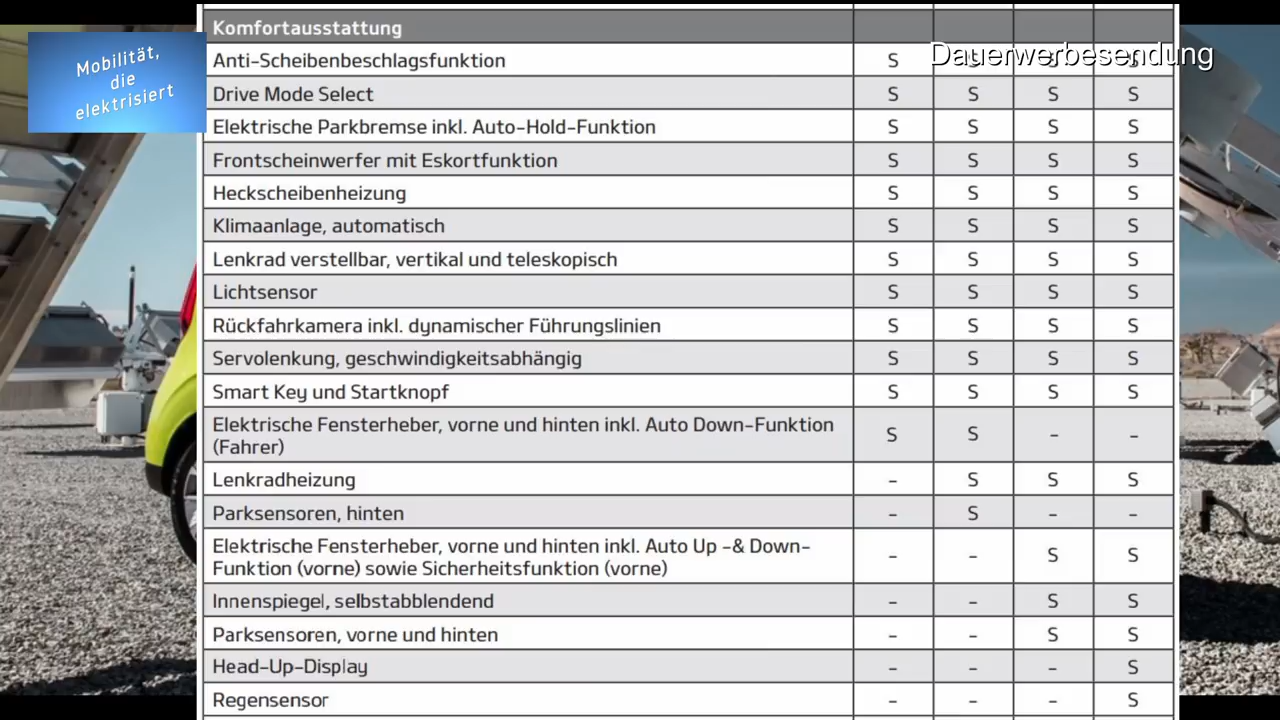 Komfortausstattung
Mobilität,
die
elektrisiert
Dauerwerbesendung
Anti-Scheibenbeschlagsfunktion S S S S
Drive Mode Select S S S S
Elektrische Parkbremse inkl. Auto-Hold-Funktion S S S S
Frontscheinwerfer mit Eskortfunktion S S S S
Heckscheibenheizung S S S S
Klimaanlage, automatisch S S S S
Lenkrad verstellbar, vertikal und teleskopisch S S S S
Lichtsensor S S S S
Rückfahrkamera inkl. dynamischer Führungslinien S S S S
Servolenkung, geschwindigkeitsabhängig S S S S
Smart Key und Startknopf S S S S
Elektrische Fensterheber, vorne und hinten inkl. Auto Down-Funktion
(Fahrer) S S - -
Lenkradheizung - S S S
Parksensoren, hinten - S - -
Elektrische Fensterheber, vorne und hinten inkl. Auto Up -& Down-
Funktion (vorne) sowie Sicherheitsfunktion (vorne) - - S S
Innenspiegel, selbstabblendend - - S S
Parksensoren, vorne und hinten - - S S
Head-Up-Display - - - S
Regensensor - - - S